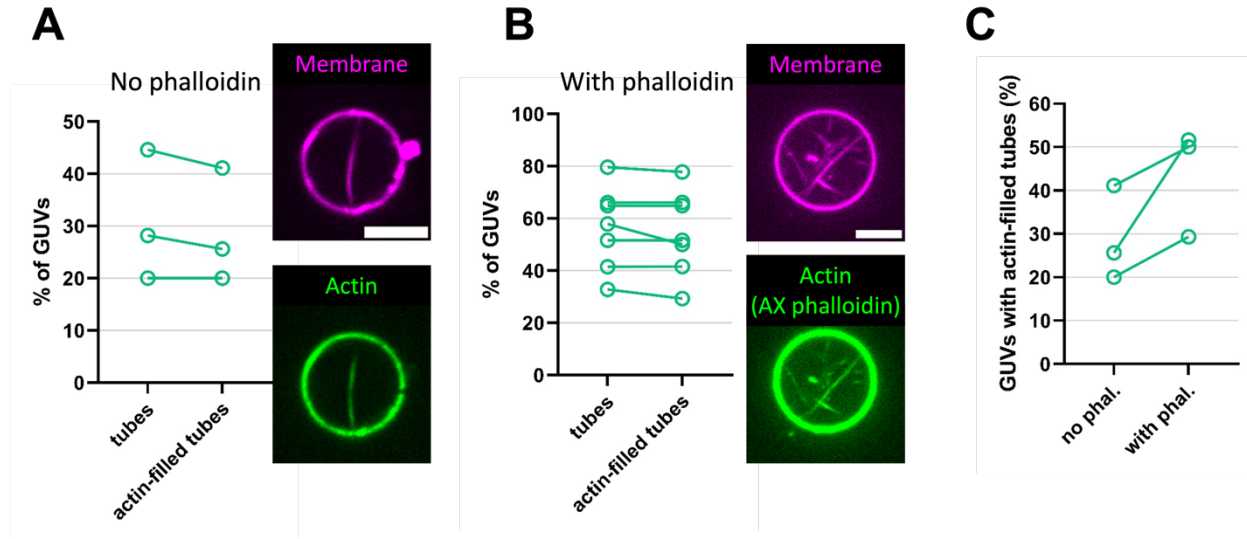 A
No phalloidin
% of GUVs
50
40
30
20
10
0
tubes
actin-filled tubes
Membrane
Actin
B
With phalloidin
% of GUVs
100
80
60
40
20
0
tubes
actin-filled tubes
Membrane
Actin
(AX phalloidin)
C
GUVs with actin-filled tubes (%)
60
50
40
30
20
10
0
no phal.
with phal.